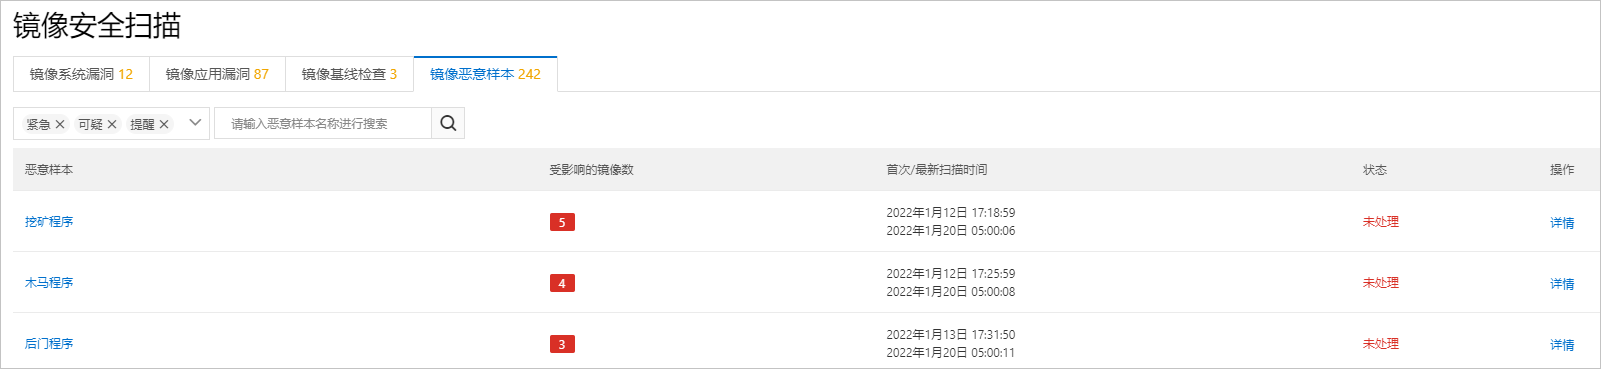 镜像安全扫描
镜像系统漏洞 12 镜像应用漏洞 87 镜像基线检查 3 镜像恶意样本 242
紧急 可疑 提醒 请输入恶意样本名称进行搜索
恶意样本 受影响的镜像数 首次/最新扫描时间 状态 操作
挖矿程序 5 2022年1月12日 17:18:59 未处理 详情
2022年1月20日 05:00:06
木马程序 4 2022年1月12日 17:25:59 未处理 详情
2022年1月20日 05:00:08
后门程序 3 2022年1月13日 17:31:50 未处理 详情
2022年1月20日 05:00:11